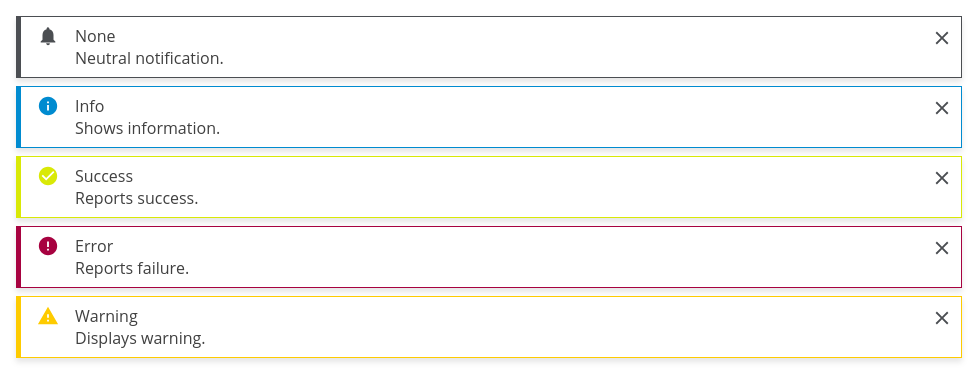 None
Neutral notification.
Info
Shows information.
Success
Reports success.
Error
Reports failure.
Warning
Displays warning.